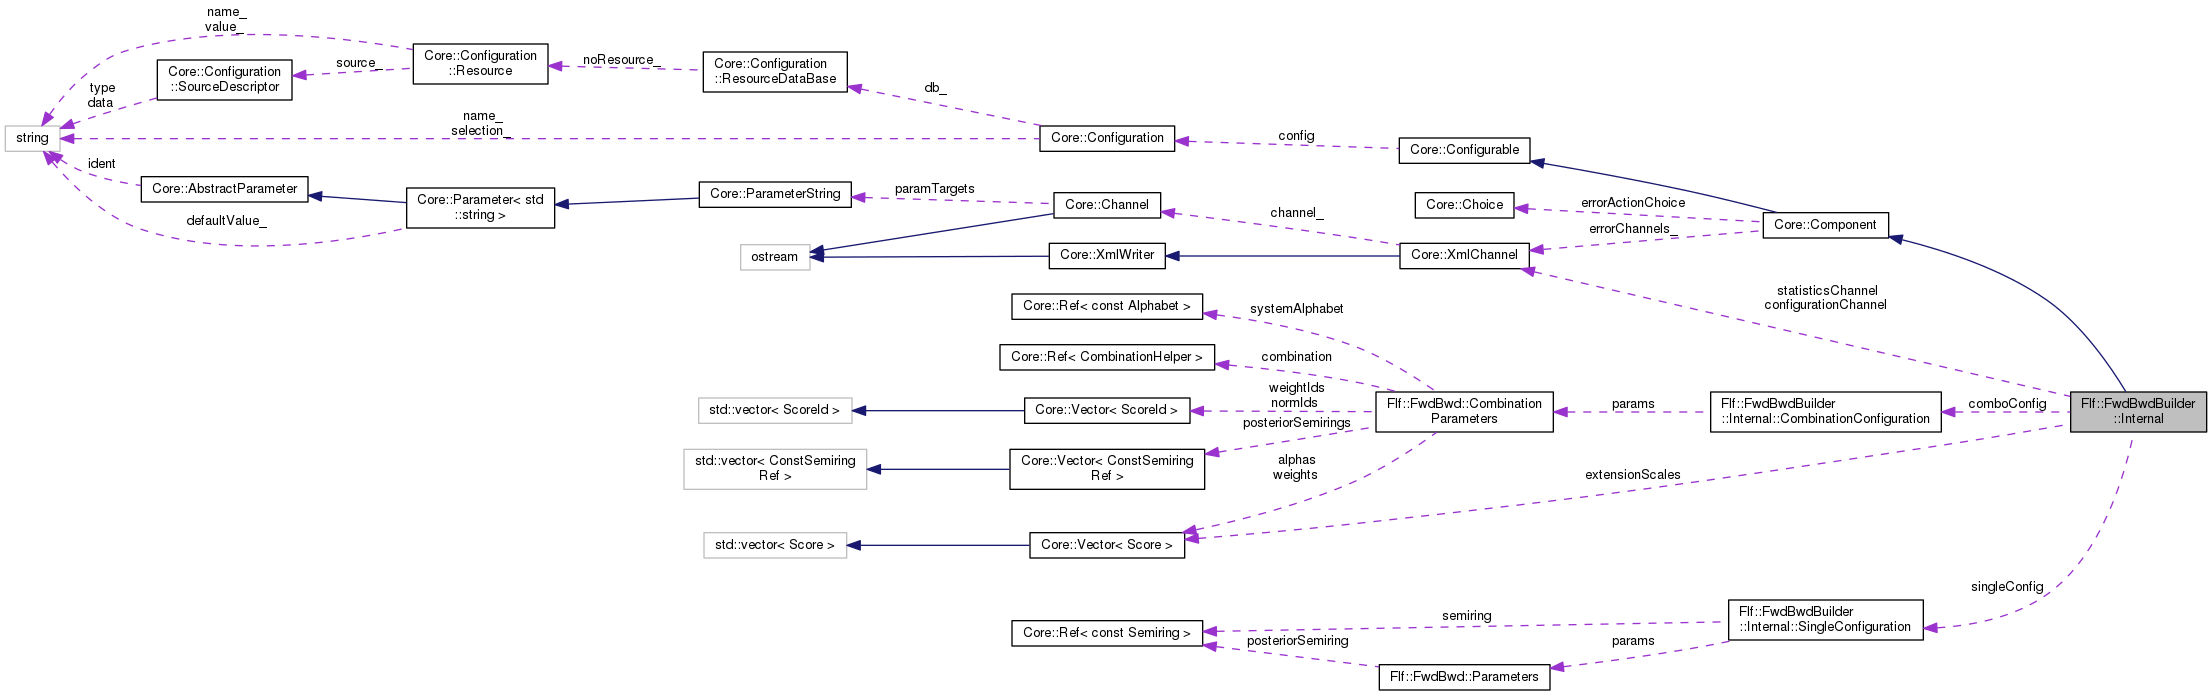 name_
value_
Core::Configuration
::Resource
source_
Core::Configuration
::SourceDescriptor
noResource_
Core::Configuration
::ResourceDataBase
type
data
db_
name_
selection_
string
Core::Configuration
config
Core::Configurable
ident
Core::AbstractParameter
Core::Parameter< std
::string >
Core::ParameterString
paramTargets
Core::Channel
Core::Choice
errorActionChoice
defaultValue_
channel_
errorChannels_
Core::Component
ostream
Core::XmlWriter
Core::XmlChannel
statisticsChannel
configurationChannel
Core::Ref< const Alphabet >
systemAlphabet
Core::Ref< CombinationHelper >
combination
weightIds
normIds
std::vector< ScoreId >
Core::Vector< ScoreId >
Flf::FwdBwd::Combination
Parameters
params
Flf::FwdBwdBuilder
::Internal::CombinationConfiguration
comboConfig
Flf::FwdBwdBuilder
::Internal
posteriorSemirings
std::vector< ConstSemiring
Ref >
Core::Vector< ConstSemiring
Ref >
alphas
weights
extensionScales
std::vector< Score >
Core::Vector< Score >
singleConfig
semiring
Flf::FwdBwdBuilder
::Internal::SingleConfiguration
Core::Ref< const Semiring >
posteriorSemiring
params
Flf::FwdBwd::Parameters